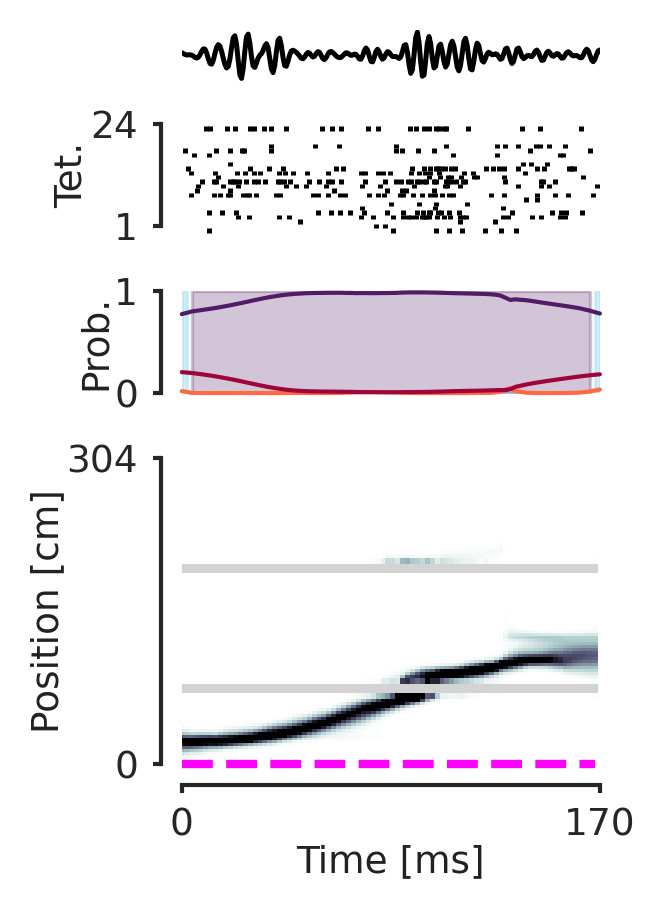 24
Tet.
1
1
Prob.
0
304
Position [cm]
0
0 170
Time [ms]